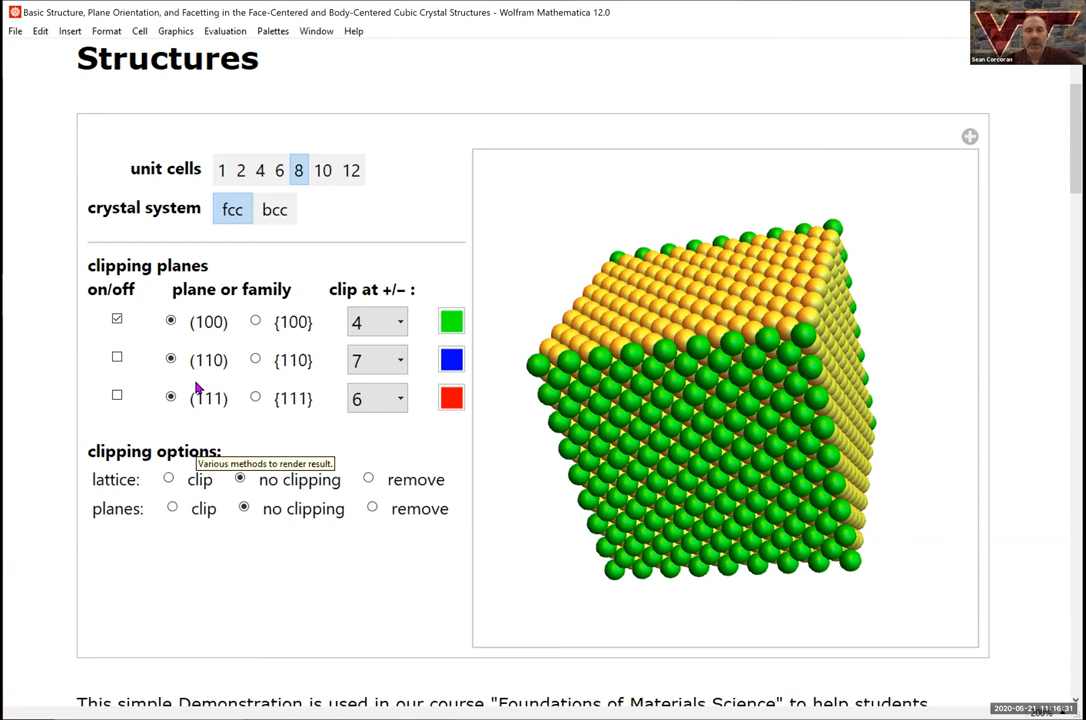 Basic Structure, Plane Orientation, and Facetting in the Face-Centered and Body-Centered Cubic Crystal Structures - Wolfram Mathematica 12.0
File Edit Insert Format Cell Graphics Evaluation Palettes Window Help
VT
Sean Corcoran
Structures
unit cells 1 2 4 6 8 10 12
crystal system fcc bcc
clipping planes
on/off plane or family clip at +/– :
(100) {100} 4
(110) {110} 7
(111) {111} 6
clipping options:
Various methods to render result.
lattice: clip no clipping remove
planes: clip no clipping remove
This simple Demonstration is used in our course "Foundations of Materials Science" to help students
2020-05-21 11:16:31
200%